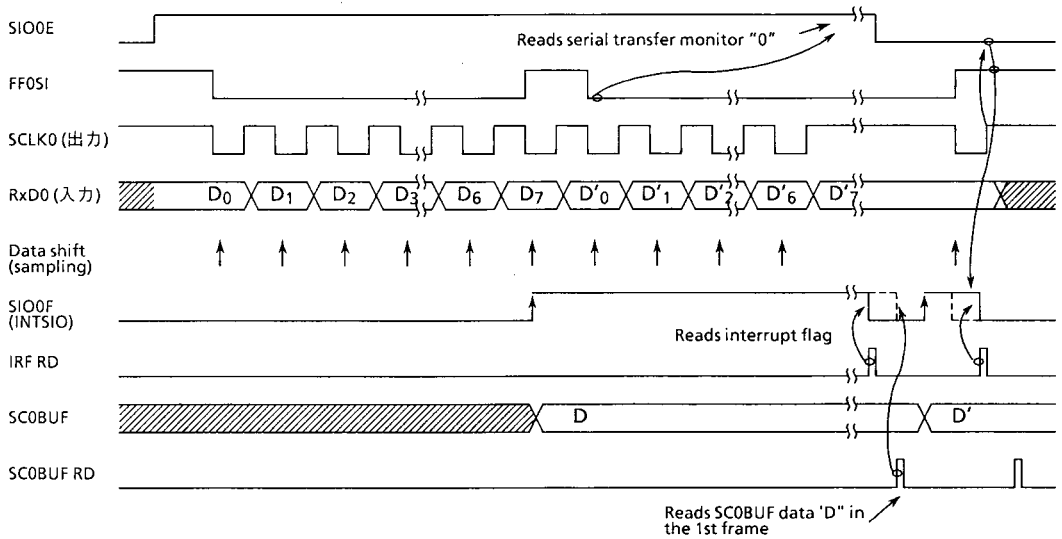 SIO0E
Reads serial transfer monitor "0"
FF0SI
SCLK0 (出力)
RxD0 (入力)
D0 D1 D2 D3 D6 D7 D'0 D'1 D'2 D'6 D'7
Data shift
(sampling)
SIO0F
(INTSIO)
Reads interrupt flag
IRF RD
SC0BUF
D D'
SC0BUF RD
Reads SC0BUF data 'D" in
the 1st frame